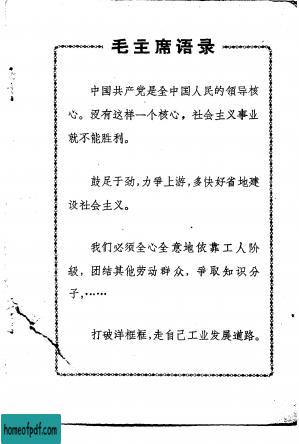 毛主席语录
中国共产党是全中国人民的领导核
心。没有这样一个核心，社会主义事业
就不能胜利。
鼓足干劲，力争上游，多快好省地建
设社会主义。
我们必须全心全意地依靠工人阶
级，团结其他劳动群众，争取知识分
子，……
打破洋框框，走自己工业发展道路。
homeofpdf.com